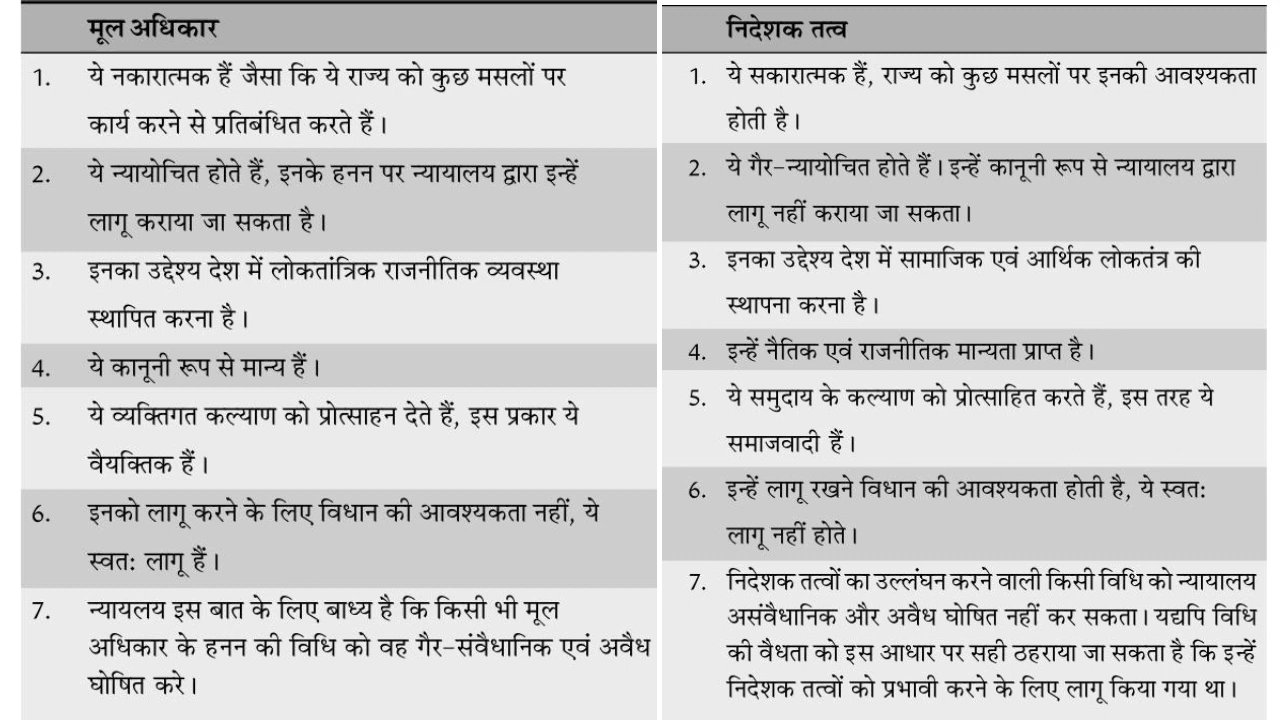 मूल अधिकार
1. ये नकारात्मक हैं जैसा कि ये राज्य को कुछ मसलों पर
कार्य करने से प्रतिबंधित करते हैं।
2. ये न्यायोचित होते हैं, इनके हनन पर न्यायालय द्वारा इन्हें
लागू कराया जा सकता है।
3. इनका उद्देश्य देश में लोकतांत्रिक राजनीतिक व्यवस्था
स्थापित करना है।
4. ये कानूनी रूप से मान्य हैं।
5. ये व्यक्तिगत कल्याण को प्रोत्साहन देते हैं, इस प्रकार ये
वैयक्तिक हैं।
6. इनको लागू करने के लिए विधान की आवश्यकता नहीं, ये
स्वत: लागू हैं।
7. न्यायलय इस बात के लिए बाध्य है कि किसी भी मूल
अधिकार के हनन की विधि को वह गैर-संवैधानिक एवं अवैध
घोषित करे।
निदेशक तत्व
1. ये सकारात्मक हैं, राज्य को कुछ मसलों पर इनकी आवश्यकता
होती है।
2. ये गैर-न्यायोचित होते हैं। इन्हें कानूनी रूप से न्यायालय द्वारा
लागू नहीं कराया जा सकता।
3. इनका उद्देश्य देश में सामाजिक एवं आर्थिक लोकतंत्र की
स्थापना करना है।
4. इन्हें नैतिक एवं राजनीतिक मान्यता प्राप्त है।
5. ये समुदाय के कल्याण को प्रोत्साहित करते हैं, इस तरह ये
समाजवादी हैं।
6. इन्हें लागू रखने विधान की आवश्यकता होती है, ये स्वत:
लागू नहीं होते।
7. निदेशक तत्वों का उल्लंघन करने वाली किसी विधि को न्यायालय
असंवैधानिक और अवैध घोषित नहीं कर सकता। यद्यपि विधि
की वैधता को इस आधार पर सही ठहराया जा सकता है कि इन्हें
निदेशक तत्वों को प्रभावी करने के लिए लागू किया गया था।